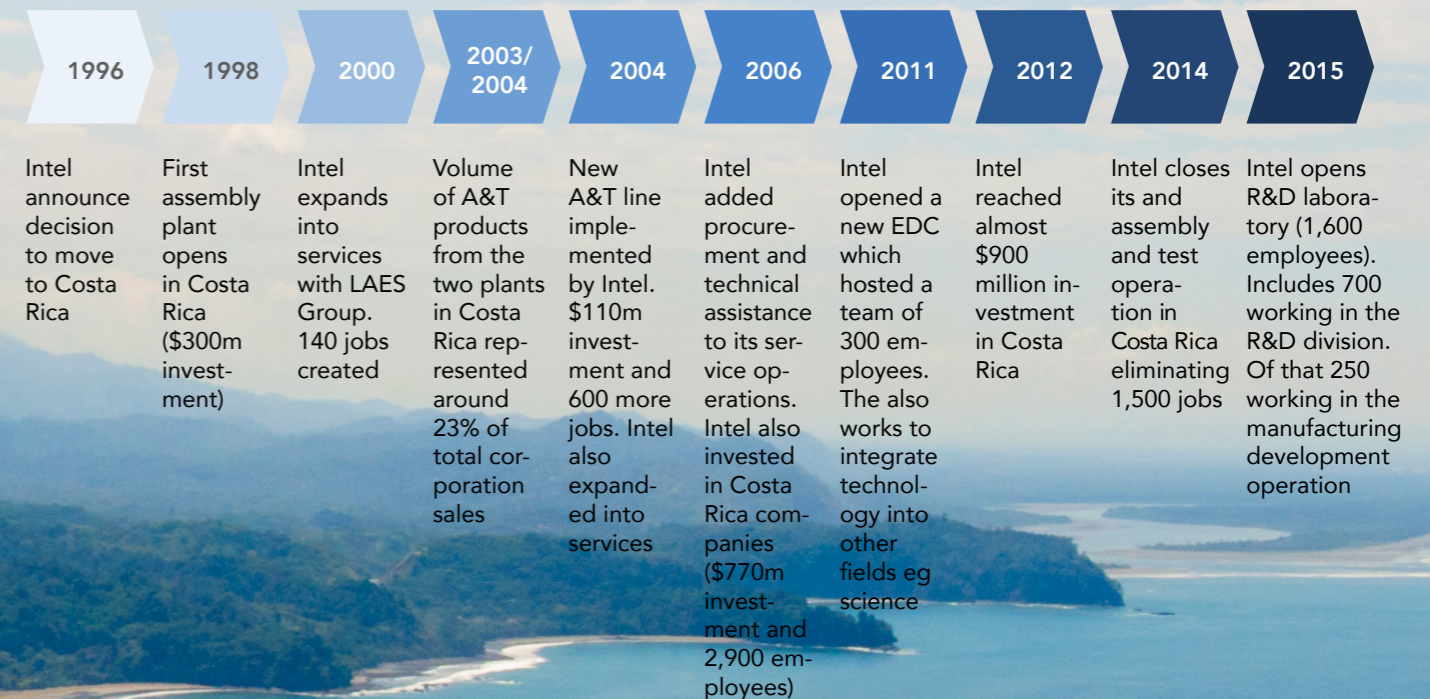 1996
1998
2000
2003/
2004
2004
2006
2011
2012
2014
2015
Intel
announce
decision
to move
to Costa
Rica
First
assembly
plant
opens
in Costa
Rica
($300m
invest-
ment)
Intel
expands
into
services
with LAES
Group.
140 jobs
created
Volume
of A&T
products
from the
two plants
in Costa
Rica rep-
resented
around
23% of
total cor-
poration
sales
New
A&T line
imple-
mented
by Intel.
$110m
invest-
ment and
600 more
jobs. Intel
also
expand-
ed into
services
Intel
added
procure-
ment and
technical
assistance
to its ser-
vice op-
erations.
Intel also
invested
in Costa
Rica com-
panies
($770m
invest-
ment and
2,900 em-
ployees)
Intel
opened a
new EDC
which
hosted a
team of
300 em-
ployees.
The also
works to
integrate
technol-
ogy into
other
fields eg
science
Intel
reached
almost
$900
million in-
vestment
in Costa
Rica
Intel closes
its and
assembly
and test
opera-
tion in
Costa Rica
eliminating
1,500 jobs
Intel opens
R&D labora-
tory (1,600
employees).
Includes 700
working in the
R&D division.
Of that 250
working in the
manufacturing
development
operation